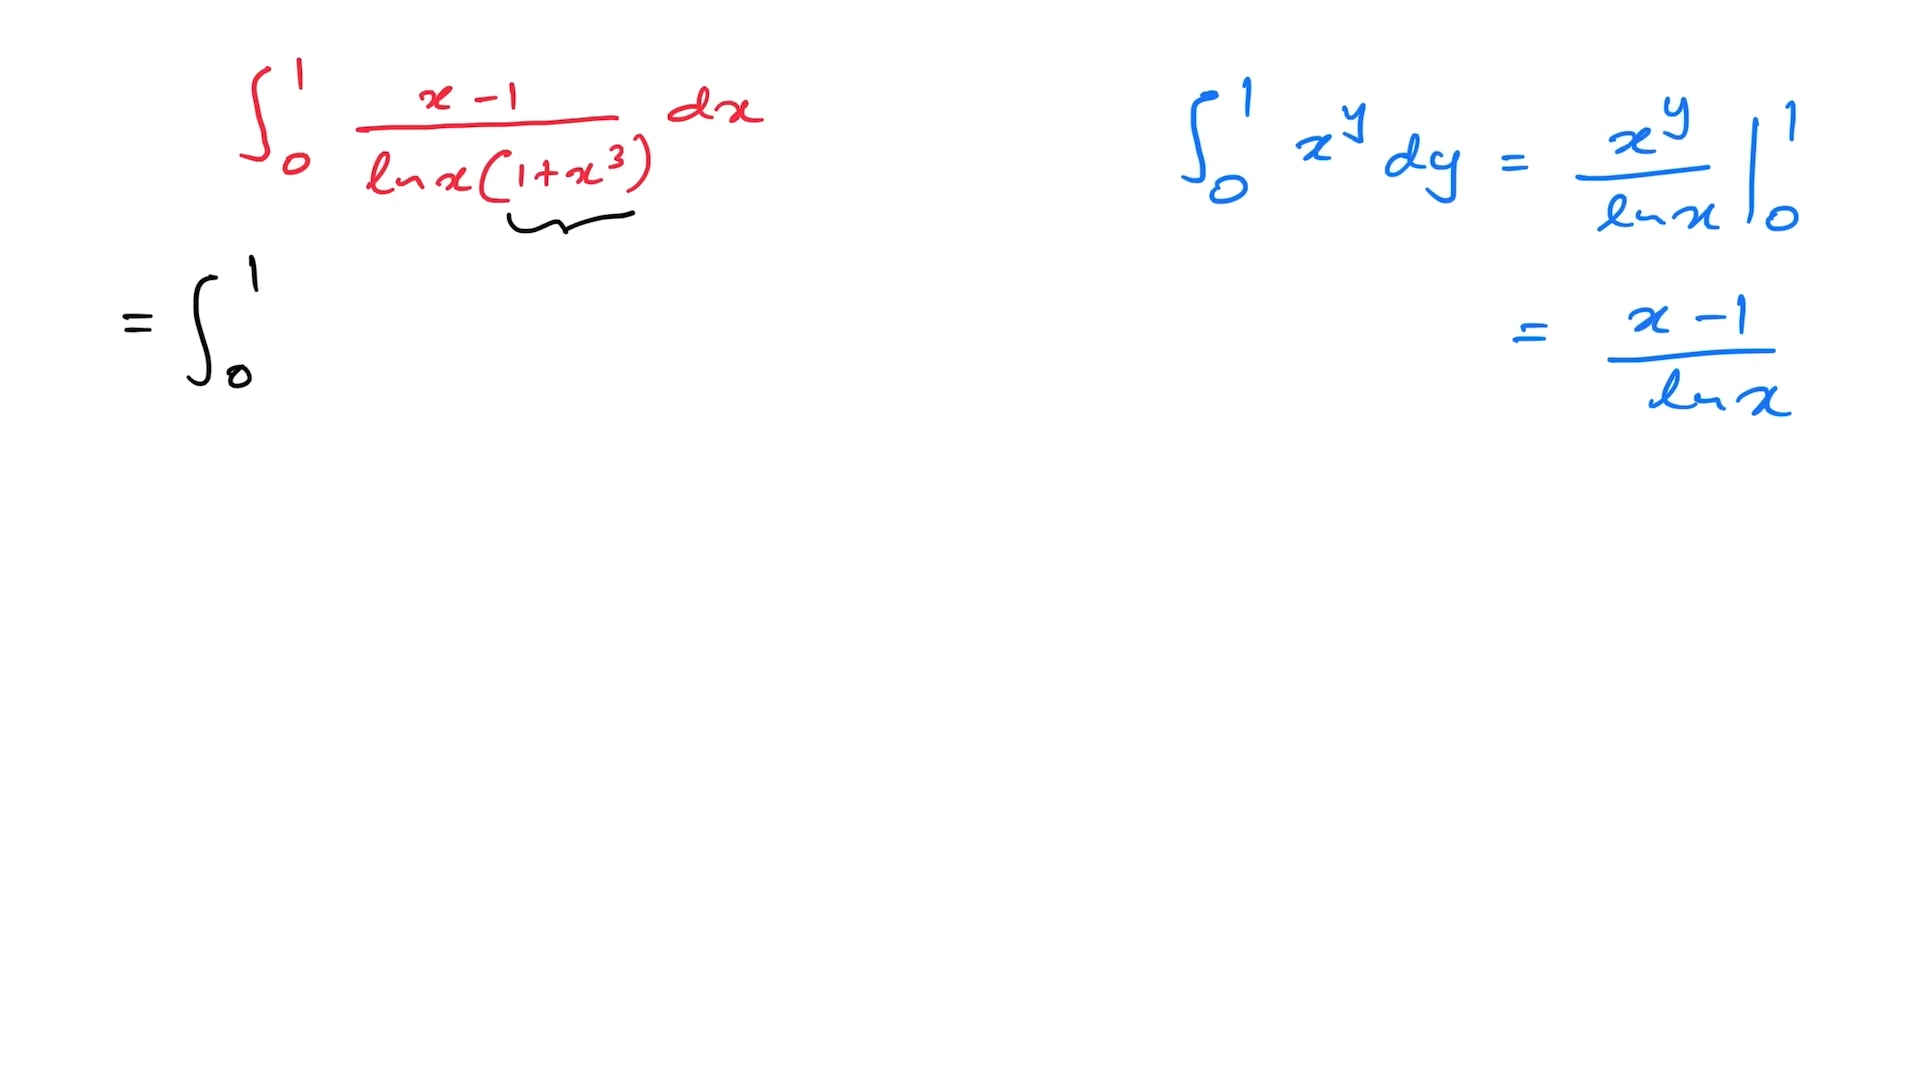 ∫₀¹ (x - 1)/(ln x (1 + x³)) dx
= ∫₀¹
∫₀¹ x^y dy = x^y/ln x |₀¹
= (x - 1)/ln x